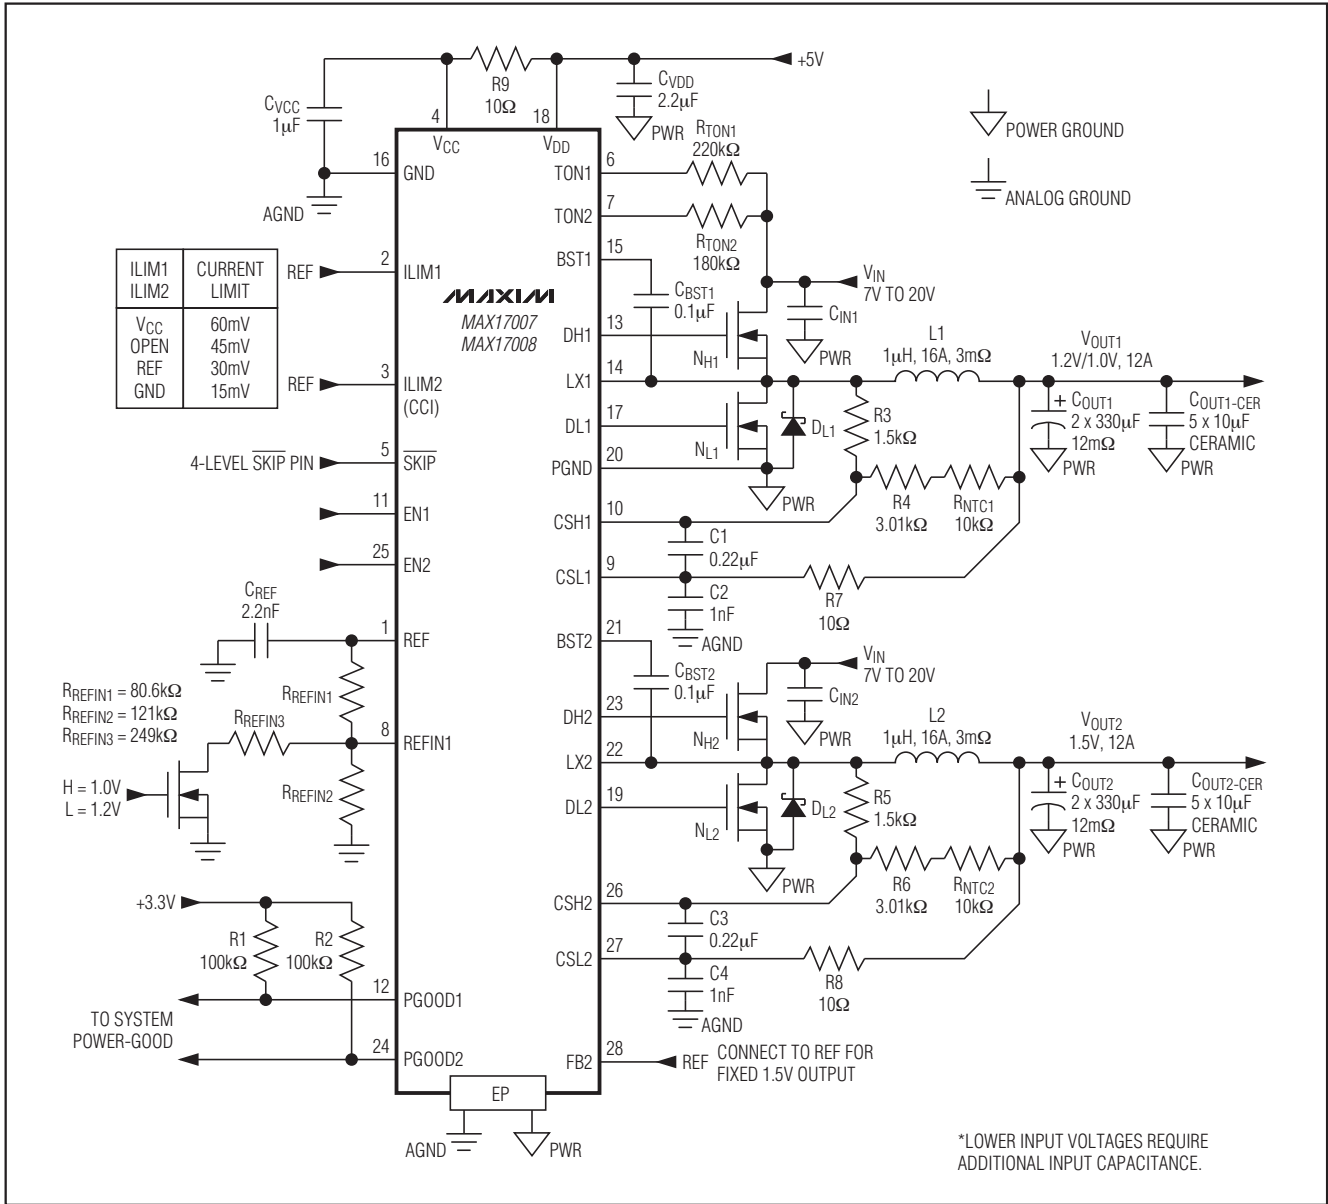 +5V
R9
10Ω
CVDD
2.2μF
PWR
CVCC
1μF
4
18
VCC
VDD
16
GND
AGND
RTON1
220kΩ
6
TON1
7
TON2
RTON2
180kΩ
POWER GROUND
ANALOG GROUND
ILIM1
ILIM2
CURRENT
LIMIT
VCC 60mV
OPEN 45mV
REF 30mV
GND 15mV
REF
2
ILIM1
MAXIM
MAX17007
MAX17008
REF
3
ILIM2
(CCI)
4-LEVEL SKIP PIN
5
SKIP
11
EN1
25
EN2
15
BST1
CBST1
0.1μF
VIN
7V TO 20V
CIN1
PWR
13
DH1
NH1
14
LX1
L1
1μH, 16A, 3mΩ
VOUT1
1.2V/1.0V, 12A
17
DL1
NL1
DL1
R3
1.5kΩ
+
COUT1
2 x 330μF
12mΩ
PWR
COUT1-CER
5 x 10μF
CERAMIC
PWR
20
PGND
PWR
R4
3.01kΩ
RNTC1
10kΩ
10
CSH1
C1
0.22μF
9
CSL1
C2
1nF
AGND
R7
10Ω
CREF
2.2nF
1
REF
RREFIN1 = 80.6kΩ
RREFIN2 = 121kΩ
RREFIN3 = 249kΩ
RREFIN1
RREFIN3
8
REFIN1
RREFIN2
H = 1.0V
L = 1.2V
21
BST2
CBST2
0.1μF
VIN
7V TO 20V
CIN2
PWR
23
DH2
NH2
22
LX2
L2
1μH, 16A, 3mΩ
VOUT2
1.5V, 12A
19
DL2
NL2
DL2
R5
1.5kΩ
+
COUT2
2 x 330μF
12mΩ
PWR
COUT2-CER
5 x 10μF
CERAMIC
PWR
PWR
R6
3.01kΩ
RNTC2
10kΩ
26
CSH2
C3
0.22μF
27
CSL2
C4
1nF
AGND
R8
10Ω
+3.3V
R1
100kΩ
R2
100kΩ
12
PGOOD1
TO SYSTEM
POWER-GOOD
24
PGOOD2
28
FB2
REF
CONNECT TO REF FOR
FIXED 1.5V OUTPUT
EP
AGND
PWR
*LOWER INPUT VOLTAGES REQUIRE
ADDITIONAL INPUT CAPACITANCE.